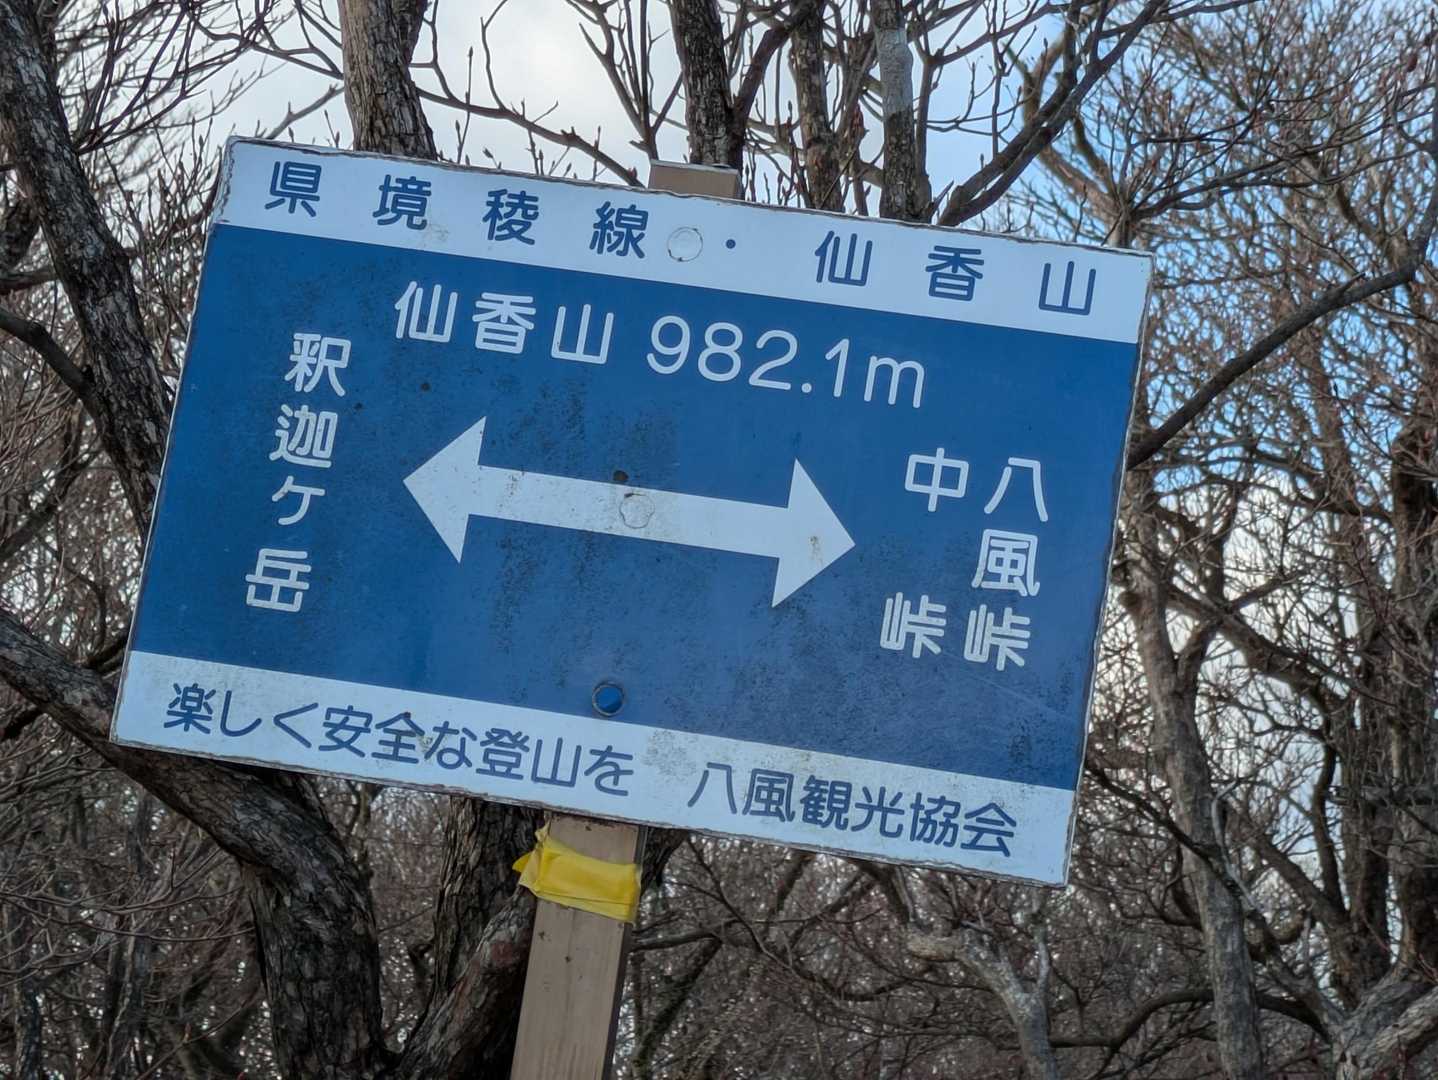 県境稜線・仙香山
仙香山 982.1m
釈迦ケ岳
八風峠
中峠
楽しく安全な登山を 八風観光協会